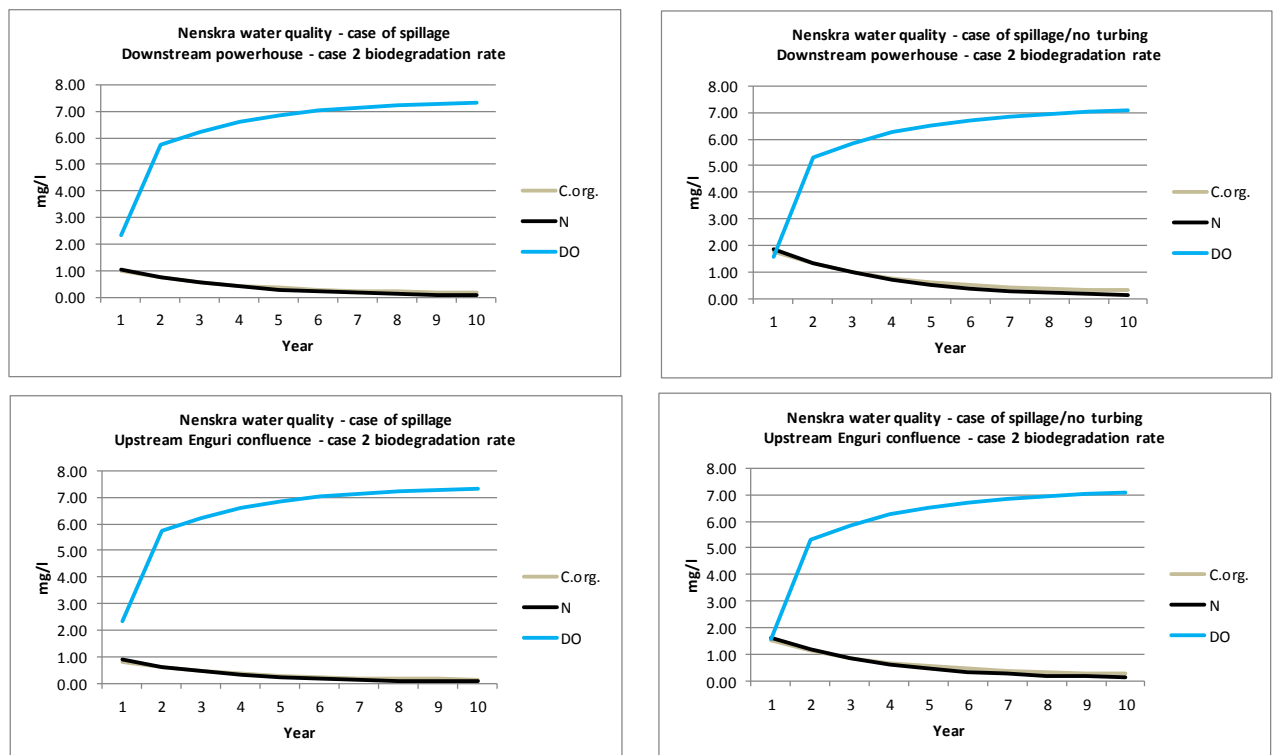 Nenskra water quality - case of spillage
Downstream powerhouse - case 2 biodegradation rate
8.00
7.00
6.00
5.00
4.00
3.00
2.00
1.00
0.00
mg/l
1 2 3 4 5 6 7 8 9 10
Year
C.org.
N
DO
Nenskra water quality - case of spillage/no turbing
Downstream powerhouse - case 2 biodegradation rate
8.00
7.00
6.00
5.00
4.00
3.00
2.00
1.00
0.00
mg/l
1 2 3 4 5 6 7 8 9 10
Year
C.org.
N
DO
Nenskra water quality - case of spillage
Upstream Enguri confluence - case 2 biodegradation rate
8.00
7.00
6.00
5.00
4.00
3.00
2.00
1.00
0.00
mg/l
1 2 3 4 5 6 7 8 9 10
Year
C.org.
N
DO
Nenskra water quality - case of spillage/no turbing
Upstream Enguri confluence - case 2 biodegradation rate
8.00
7.00
6.00
5.00
4.00
3.00
2.00
1.00
0.00
mg/l
1 2 3 4 5 6 7 8 9 10
Year
C.org.
N
DO